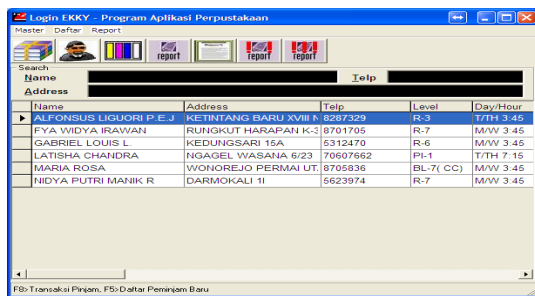 Login EKKY - Program Aplikasi Perpustakaan
Master Daftar Report
report report report
Search
Name Telp
Address
Name Address Telp Level Day/Hour
ALFONSUS LIGUORI P.E.J KETINTANG BARU XVIII N 8287329 R-3 T/TH 3:45
FYA WIDYA IRAWAN RUNGKUT HARAPAN K-3 8701705 R-7 M/W 3:45
GABRIEL LOUIS L. KEDUNGSARI 15A 5312470 R-6 M/W 3:45
LATISHA CHANDRA NGAGEL WASANA 6/23 70607662 PI-1 T/TH 7:15
MARIA ROSA WONOREJO PERMAI UT. 8705836 BL-7( CC) M/W 3:45
NIDYA PUTRI MANIK R DARMOKALI 1I 5623974 R-7 M/W 3:45
F8>Transaksi Pinjam, F5>Daftar Peminjam Baru